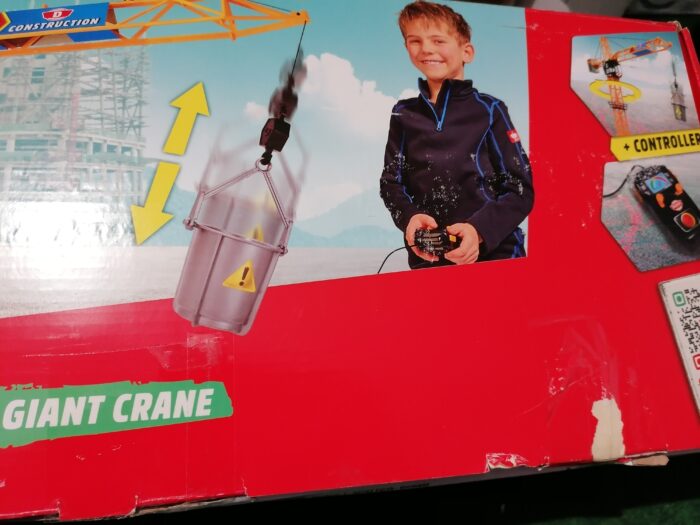 D
CONSTRUCTION
+ CONTROLLER
GIANT CRANE